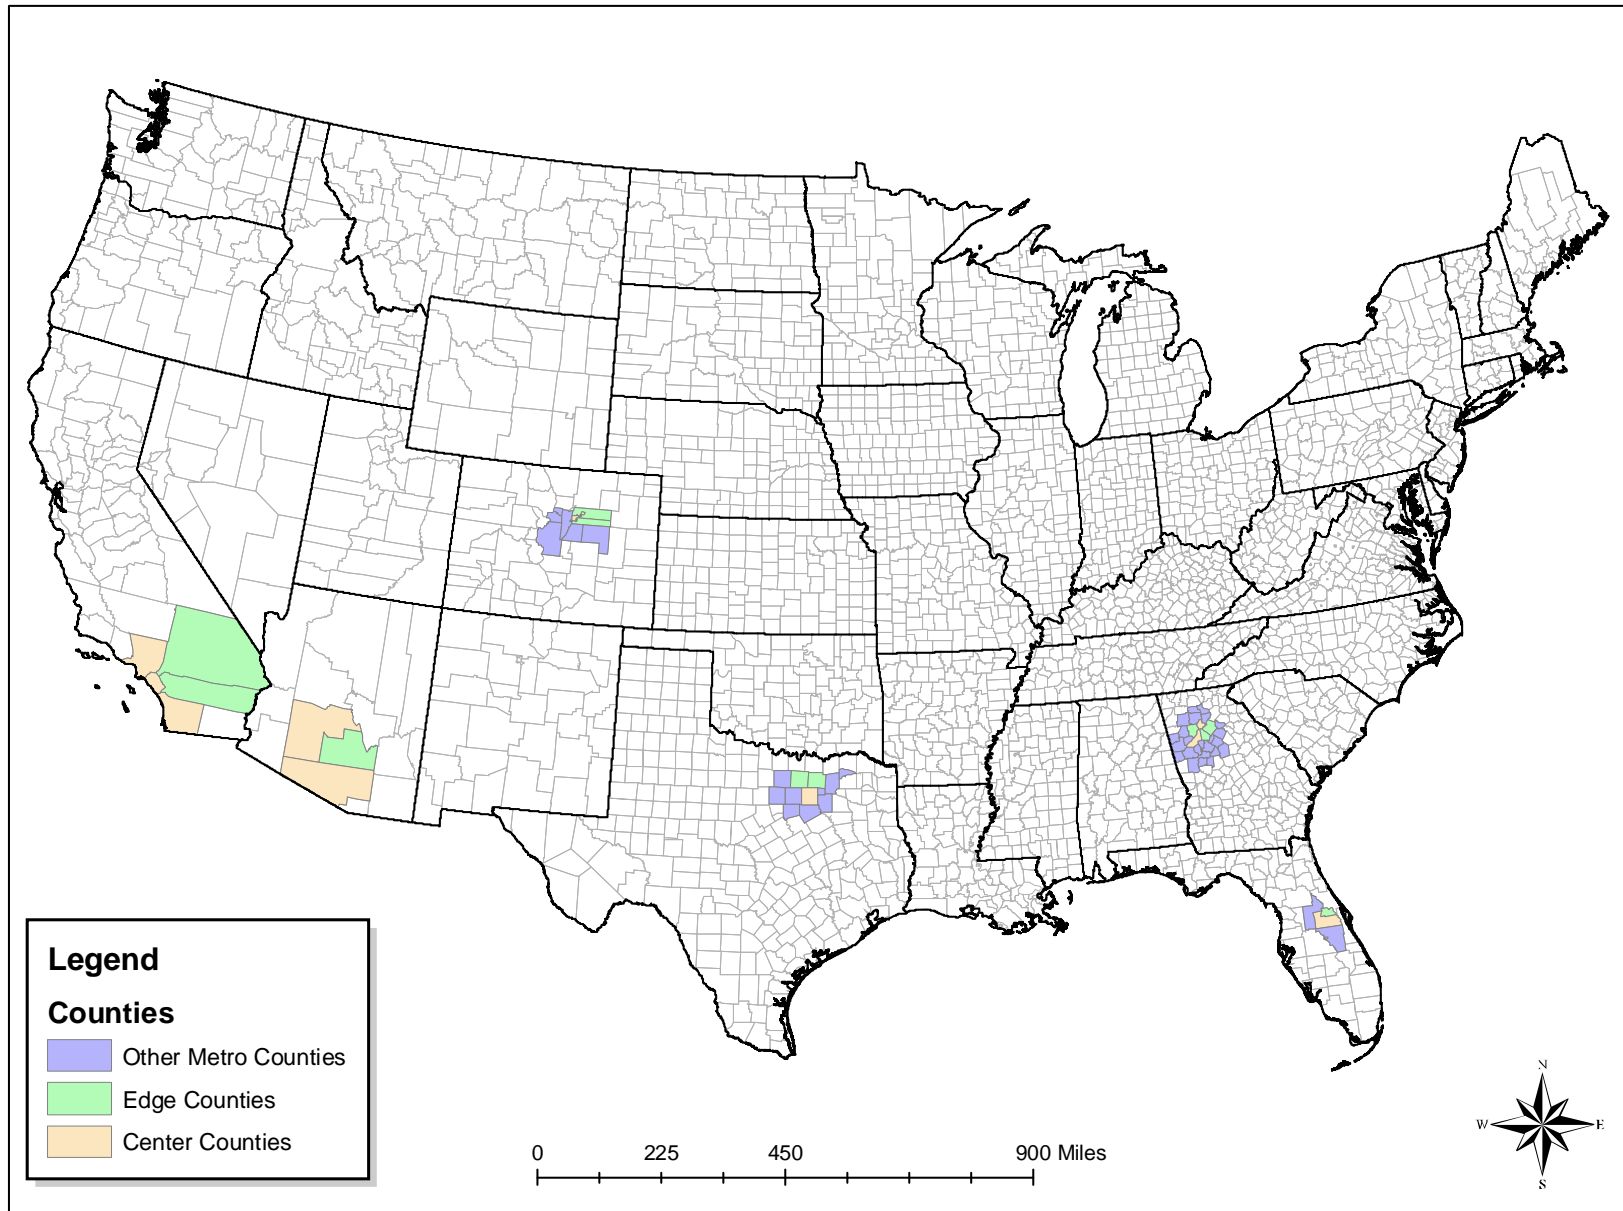 Legend
Counties
Other Metro Counties
Edge Counties
Center Counties
0 225 450 900 Miles
N
W E
S